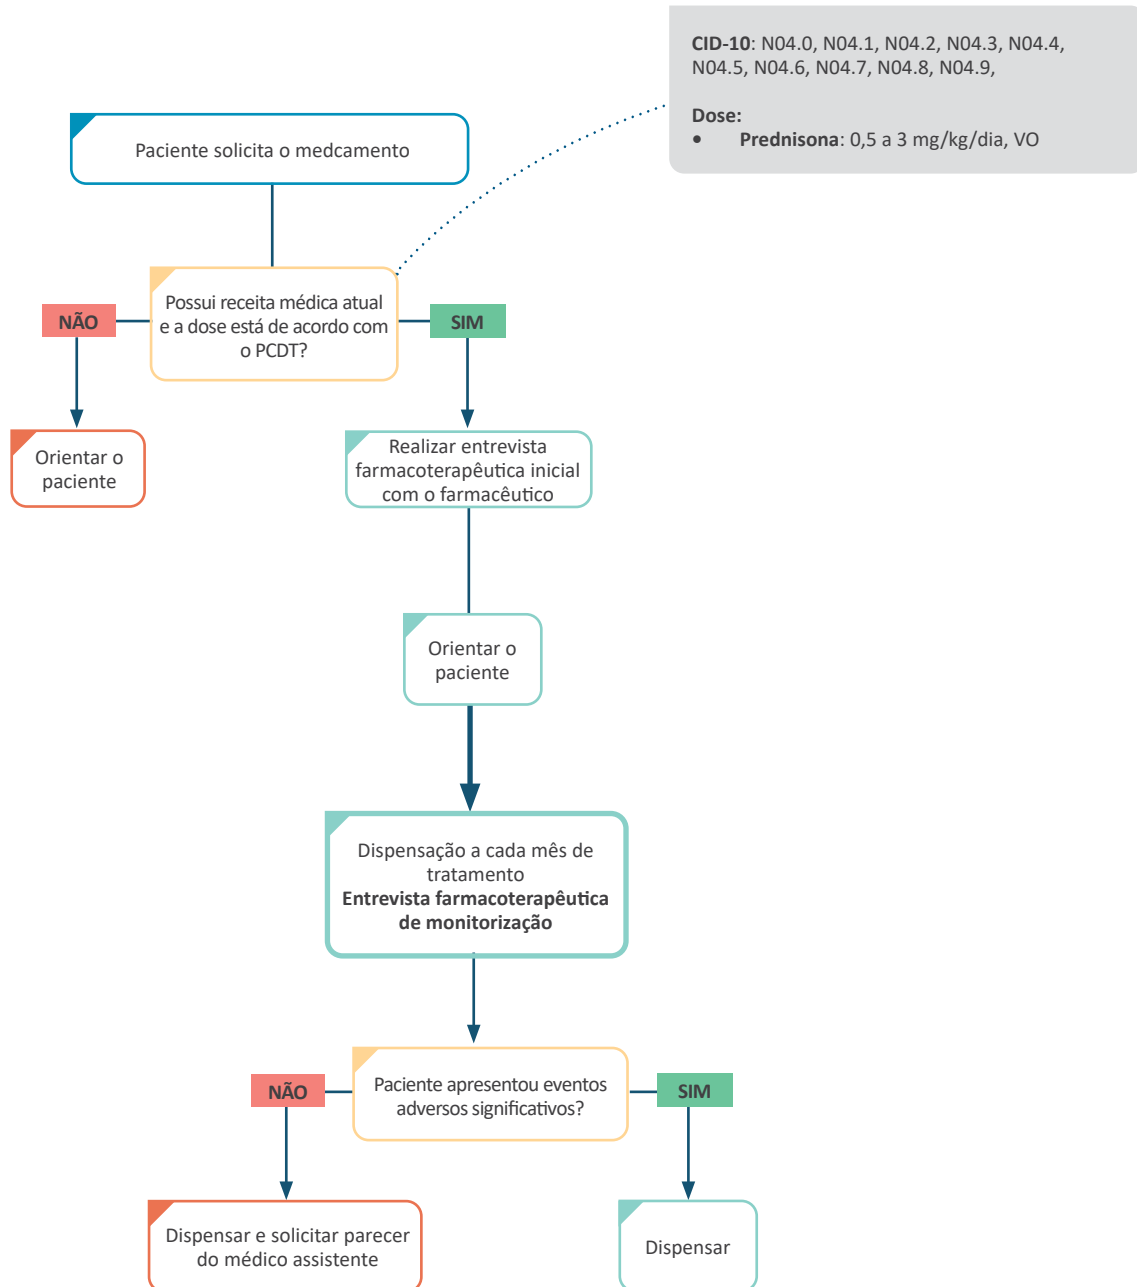 CID-10: N04.0, N04.1, N04.2, N04.3, N04.4,
N04.5, N04.6, N04.7, N04.8, N04.9,
Dose:
• Prednisona: 0,5 a 3 mg/kg/dia, VO
Paciente solicita o medcamento
Possui receita médica atual
e a dose está de acordo com
o PCDT?
NÃO
SIM
Orientar o
paciente
Realizar entrevista
farmacoterapêutica inicial
com o farmacêutico
Orientar o
paciente
Dispensação a cada mês de
tratamento
Entrevista farmacoterapêutica
de monitorização
Paciente apresentou eventos
adversos significativos?
NÃO
SIM
Dispensar e solicitar parecer
do médico assistente
Dispensar